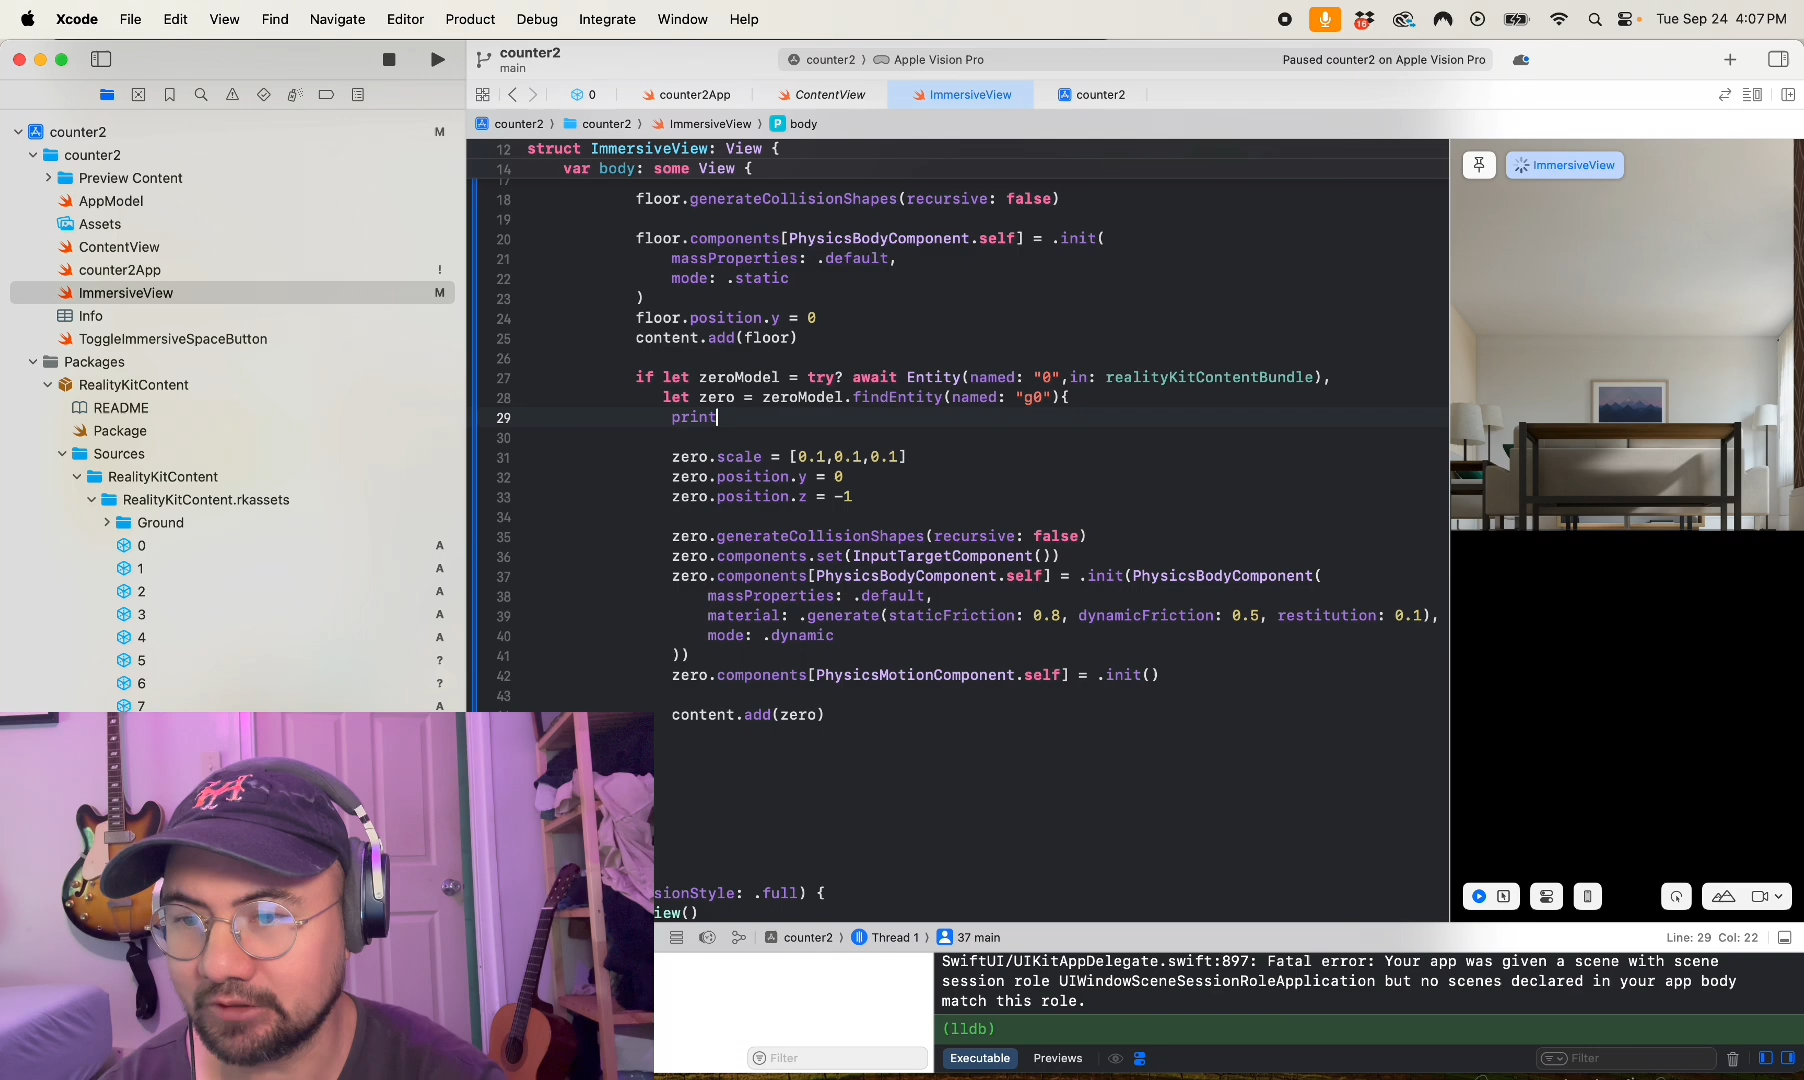 Xcode File Edit View Find Navigate Editor Product Debug Integrate Window Help
16
Tue Sep 24 4:07 PM
counter2
main
counter2 〉 Apple Vision Pro
Paused counter2 on Apple Vision Pro
0 counter2App ContentView ImmersiveView counter2
counter2 〉 counter2 〉 ImmersiveView 〉 P body
counter2 M
counter2
Preview Content
AppModel
Assets
ContentView
counter2App !
ImmersiveView M
Info
ToggleImmersiveSpaceButton
Packages
RealityKitContent
README
Package
Sources
RealityKitContent
RealityKitContent.rkassets
Ground
0 A
1 A
2 A
3 A
4 A
5 ?
6 ?
7 A
12 struct ImmersiveView: View {
14 var body: some View {
17
18 floor.generateCollisionShapes(recursive: false)
19
20 floor.components[PhysicsBodyComponent.self] = .init(
21 massProperties: .default,
22 mode: .static
23 )
24 floor.position.y = 0
25 content.add(floor)
26
27 if let zeroModel = try? await Entity(named: "0",in: realityKitContentBundle),
28 let zero = zeroModel.findEntity(named: "g0"){
29 print
30
31 zero.scale = [0.1,0.1,0.1]
32 zero.position.y = 0
33 zero.position.z = -1
34
35 zero.generateCollisionShapes(recursive: false)
36 zero.components.set(InputTargetComponent())
37 zero.components[PhysicsBodyComponent.self] = .init(PhysicsBodyComponent(
38 massProperties: .default,
39 material: .generate(staticFriction: 0.8, dynamicFriction: 0.5, restitution: 0.1),
40 mode: .dynamic
41 ))
42 zero.components[PhysicsMotionComponent.self] = .init()
43
content.add(zero)
sionStyle: .full) {
iew()
ImmersiveView
counter2 〉 Thread 1 〉 37 main
Line: 29 Col: 22
SwiftUI/UIKitAppDelegate.swift:897: Fatal error: Your app was given a scene with scene
session role UIWindowSceneSessionRoleApplication but no scenes declared in your app body
match this role.
(lldb)
Filter
Executable Previews
Filter